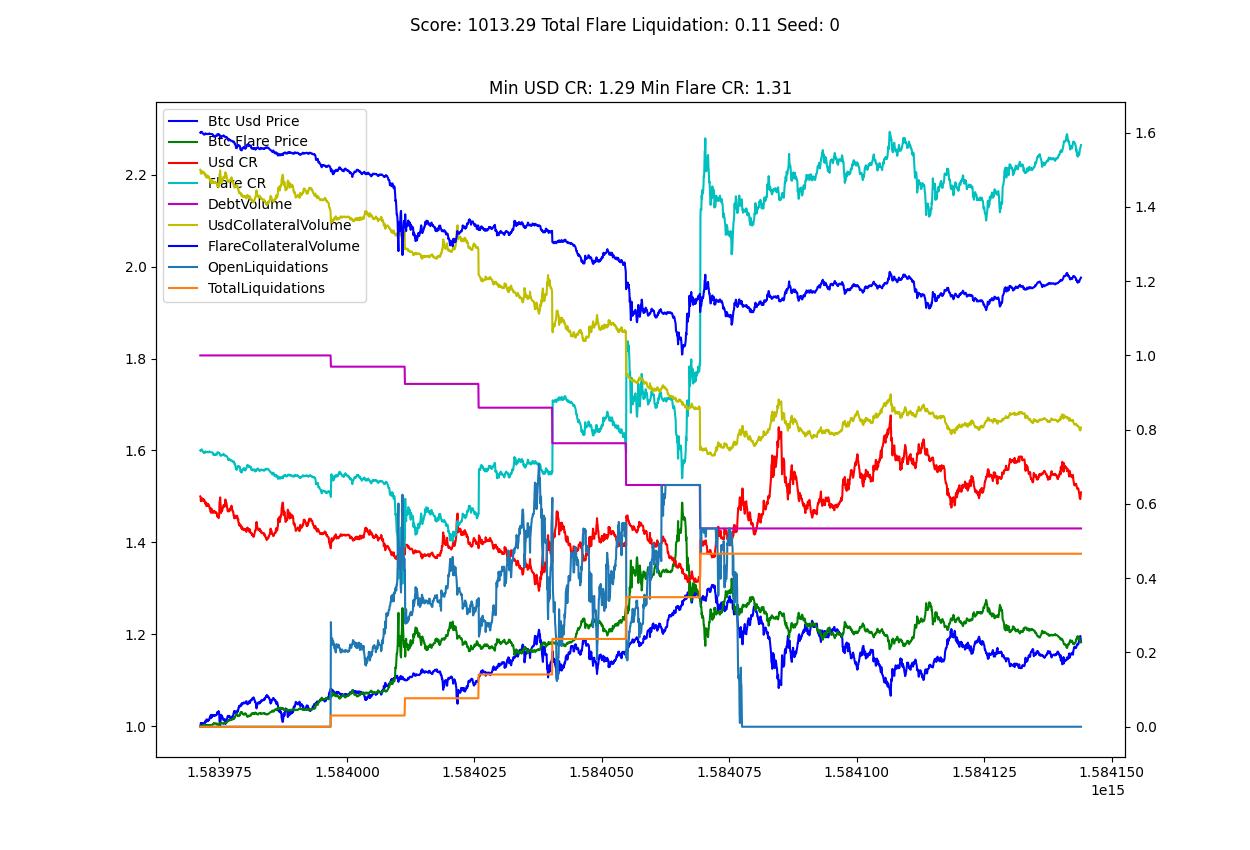 Score: 1013.29 Total Flare Liquidation: 0.11 Seed: 0
Min USD CR: 1.29 Min Flare CR: 1.31
Btc Usd Price
Btc Flare Price
Usd CR
Flare CR
DebtVolume
UsdCollateralVolume
FlareCollateralVolume
OpenLiquidations
TotalLiquidations
2.2
2.0
1.8
1.6
1.4
1.2
1.0
1.6
1.4
1.2
1.0
0.8
0.6
0.4
0.2
0.0
1.583975 1.584000 1.584025 1.584050 1.584075 1.584100 1.584125 1.584150
1e15